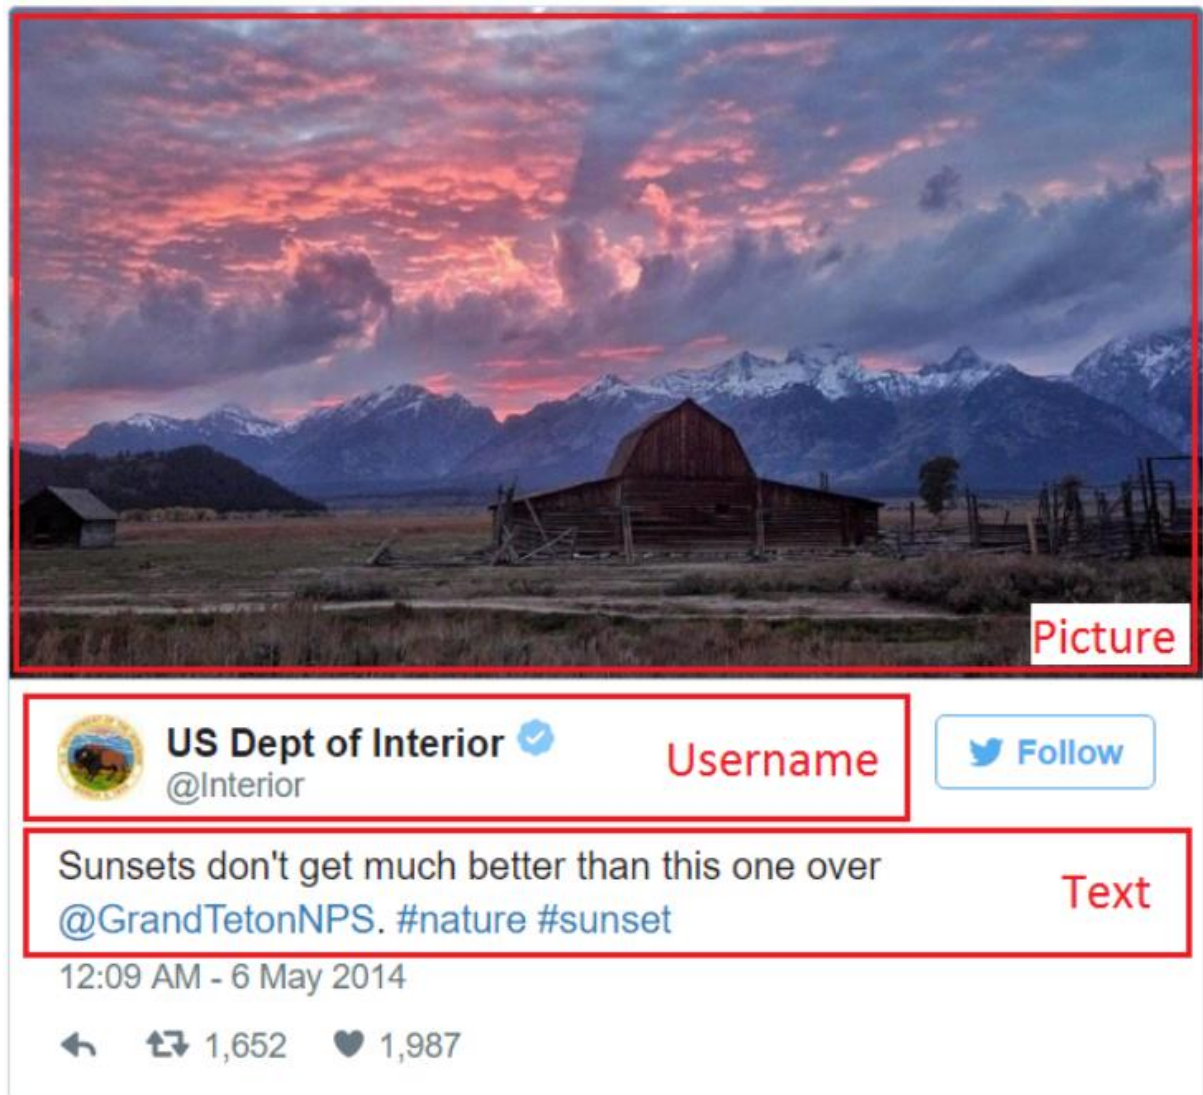 Picture
US Dept of Interior
@Interior
Username
Follow
Sunsets don't get much better than this one over
@GrandTetonNPS. #nature #sunset
Text
12:09 AM - 6 May 2014
1,652 1,987